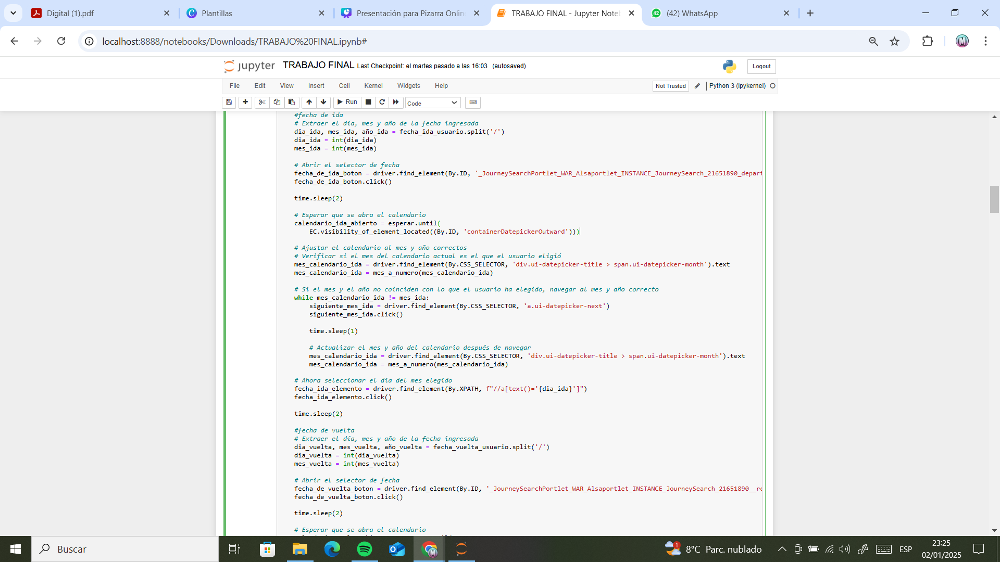 Digital (1).pdf
Plantillas
Presentación para Pizarra Onlin
TRABAJO FINAL - Jupyter Note
(42) WhatsApp
localhost:8888/notebooks/Downloads/TRABAJO%20FINAL.ipynb#
jupyter TRABAJO FINAL Last Checkpoint: el martes pasado a las 16:03 (autosaved)
Logout
File Edit View Insert Cell Kernel Widgets Help
Not Trusted Python 3 (ipykernel)
Run Code
#fecha de ida
# Extraer el día, mes y año de la fecha ingresada
dia_ida, mes_ida, año_ida = fecha_ida_usuario.split('/')
dia_ida = int(dia_ida)
mes_ida = int(mes_ida)
# Abrir el selector de fecha
fecha_de_ida_boton = driver.find_element(By.ID, '_JourneySearchPortlet_WAR_Alsaportlet_INSTANCE_JourneySearch_21651890_depart
fecha_de_ida_boton.click()
time.sleep(2)
# Esperar que se abra el calendario
calendario_ida_abierto = esperar.until(
EC.visibility_of_element_located((By.ID, 'containerDatepickerOutward')))
# Ajustar el calendario al mes y año correctos
# Verificar si el mes del calendario actual es el que el usuario eligió
mes_calendario_ida = driver.find_element(By.CSS_SELECTOR, 'div.ui-datepicker-title > span.ui-datepicker-month').text
mes_calendario_ida = mes_a_numero(mes_calendario_ida)
# Si el mes y el año no coinciden con lo que el usuario ha elegido, navegar al mes y año correcto
while mes_calendario_ida != mes_ida:
siguiente_mes_ida = driver.find_element(By.CSS_SELECTOR, 'a.ui-datepicker-next')
siguiente_mes_ida.click()
time.sleep(1)
# Actualizar el mes y año del calendario después de navegar
mes_calendario_ida = driver.find_element(By.CSS_SELECTOR, 'div.ui-datepicker-title > span.ui-datepicker-month').text
mes_calendario_ida = mes_a_numero(mes_calendario_ida)
# Ahora seleccionar el día del mes elegido
fecha_ida_elemento = driver.find_element(By.XPATH, f"//a[text()='{dia_ida}']")
fecha_ida_elemento.click()
time.sleep(2)
#fecha de vuelta
# Extraer el día, mes y año de la fecha ingresada
dia_vuelta, mes_vuelta, año_vuelta = fecha_vuelta_usuario.split('/')
dia_vuelta = int(dia_vuelta)
mes_vuelta = int(mes_vuelta)
# Abrir el selector de fecha
fecha_de_vuelta_boton = driver.find_element(By.ID, '_JourneySearchPortlet_WAR_Alsaportlet_INSTANCE_JourneySearch_21651890__re
fecha_de_vuelta_boton.click()
time.sleep(2)
# Esperar que se abra el calendario
Buscar
1
8°C Parc. nublado
ESP
23:25
02/01/2025